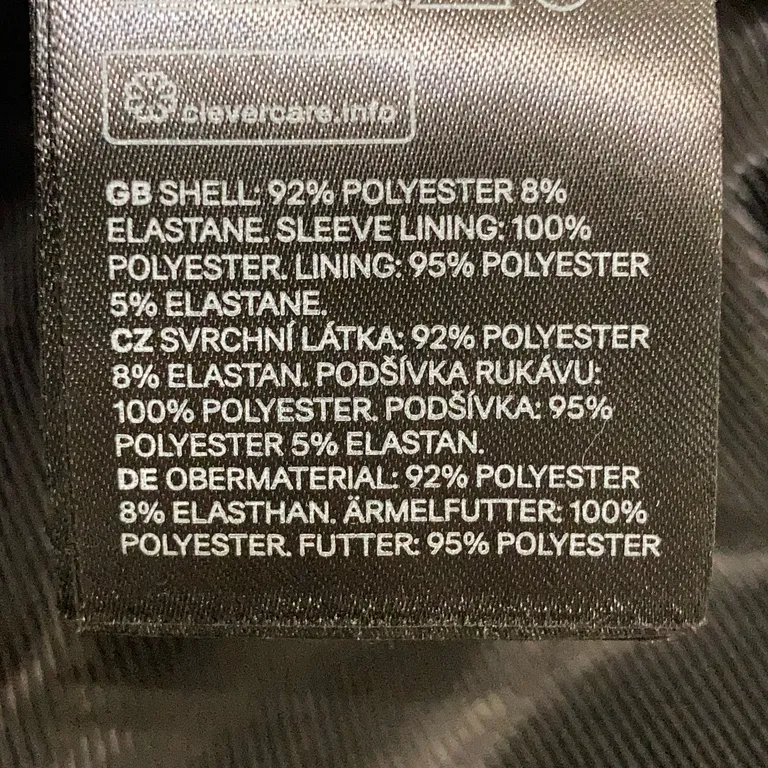 clevercare.info
GB SHELL: 92% POLYESTER 8%
ELASTANE. SLEEVE LINING: 100%
POLYESTER. LINING: 95% POLYESTER
5% ELASTANE.
CZ SVRCHNÍ LÁTKA: 92% POLYESTER
8% ELASTAN. PODŠÍVKA RUKÁVU:
100% POLYESTER. PODŠÍVKA: 95%
POLYESTER 5% ELASTAN.
DE OBERMATERIAL: 92% POLYESTER
8% ELASTHAN. ÄRMELFUTTER: 100%
POLYESTER. FUTTER: 95% POLYESTER